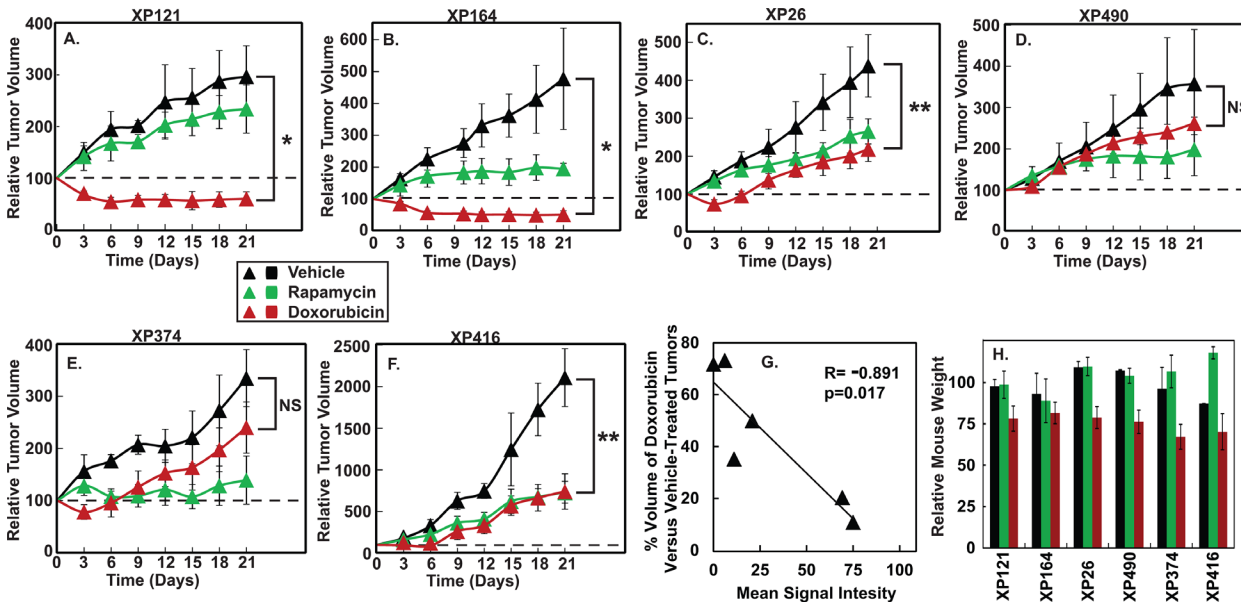 XP121
A.
Relative Tumor Volume
400
300
200
100
0
0 3 6 9 12 15 18 21
Time (Days)
*
XP164
B.
Relative Tumor Volume
600
500
400
300
200
100
0
0 3 6 9 12 15 18 21
Time (Days)
*
XP26
C.
Relative Tumor Volume
500
400
300
200
100
0
0 3 6 9 12 15 18 21
Time (Days)
**
XP490
D.
Relative Tumor Volume
500
400
300
200
100
0
0 3 6 9 12 15 18 21
Time (Days)
NS
Vehicle
Rapamycin
Doxorubicin
XP374
E.
Relative Tumor Volume
400
300
200
100
0
0 3 6 9 12 15 18 21
Time (Days)
NS
XP416
F.
Relative Tumor Volume
2500
2000
1500
1000
500
100
0 3 6 9 12 15 18 21
Time (Days)
**
G.
% Volume of Doxorubicin
Versus Vehicle-Treated Tumors
80
60
40
20
0
0 25 50 75 100
Mean Signal Intesity
R= -0.891
p=0.017
H.
Relative Mouse Weight
100
75
50
25
0
XP121
XP164
XP26
XP490
XP374
XP416